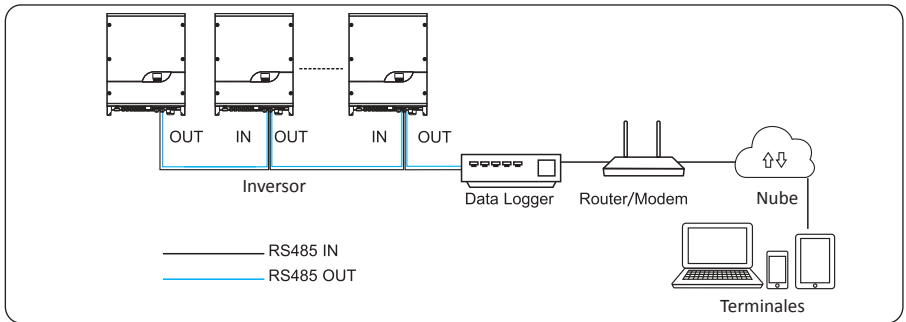 OUT IN OUT IN OUT
Inversor
Data Logger Router/Modem Nube
RS485 IN
RS485 OUT
Terminales